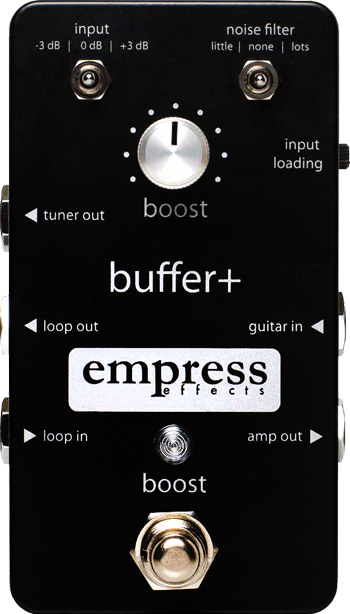 input
-3 dB | 0 dB | +3 dB
noise filter
little | none | lots
input
loading
boost
◀ tuner out
buffer+
◀ loop out
guitar in ◀
empress
effects
▶ loop in
amp out ▶
boost